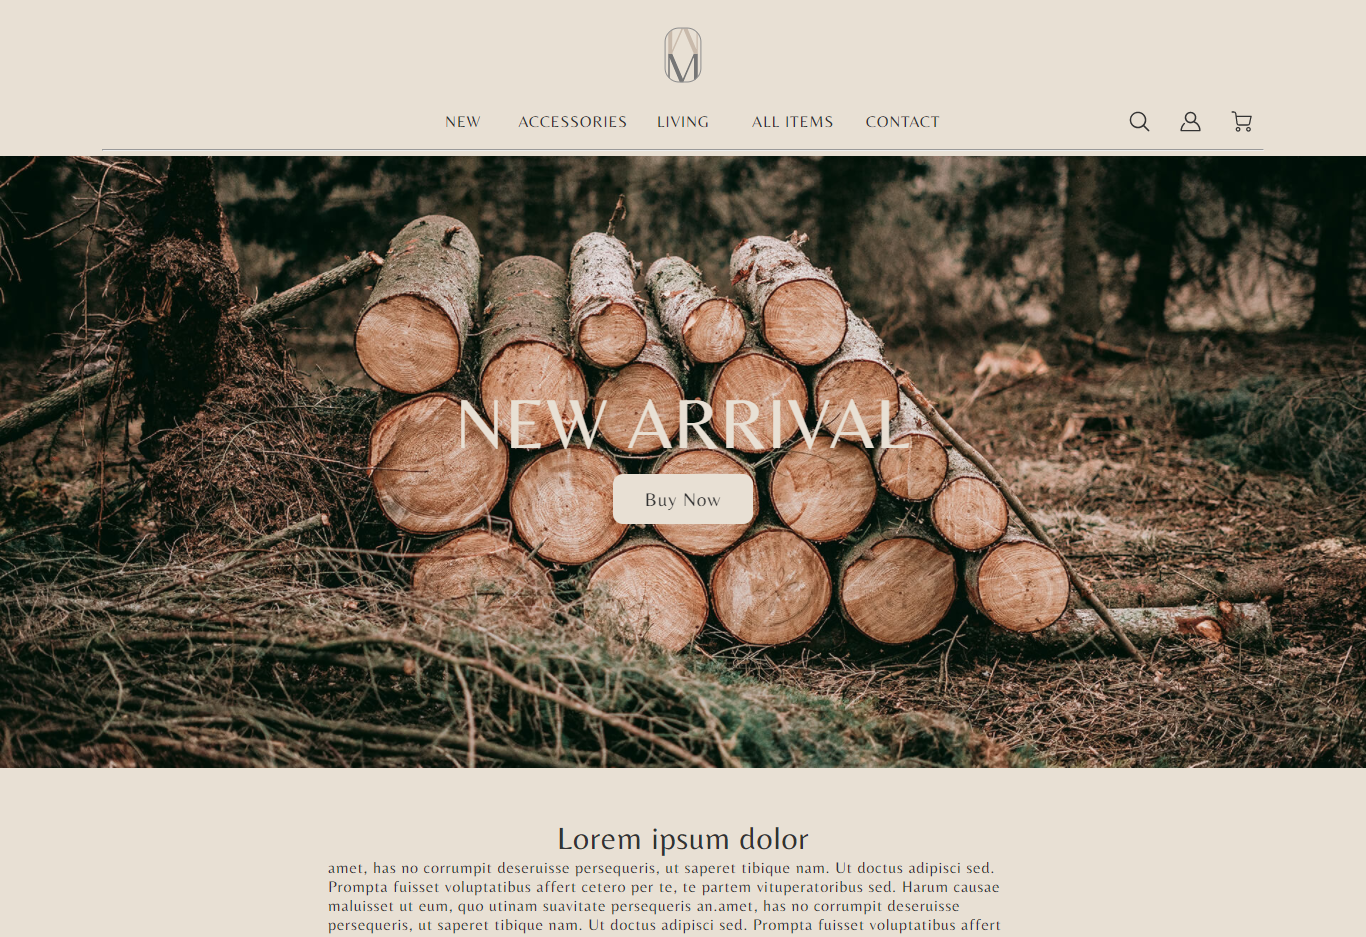 NEW ACCESSORIES LIVING ALL ITEMS CONTACT
NEW ARRIVAL
Buy Now
Lorem ipsum dolor
amet, has no corrumpit deseruisse persequeris, ut saperet tibique nam. Ut doctus adipisci sed.
Prompta fuisset voluptatibus affert cetero per te, te partem vituperatoribus sed. Harum causae
maluisset ut eum, quo utinam suavitate persequeris an.amet, has no corrumpit deseruisse
persequeris, ut saperet tibique nam. Ut doctus adipisci sed. Prompta fuisset voluptatibus affert